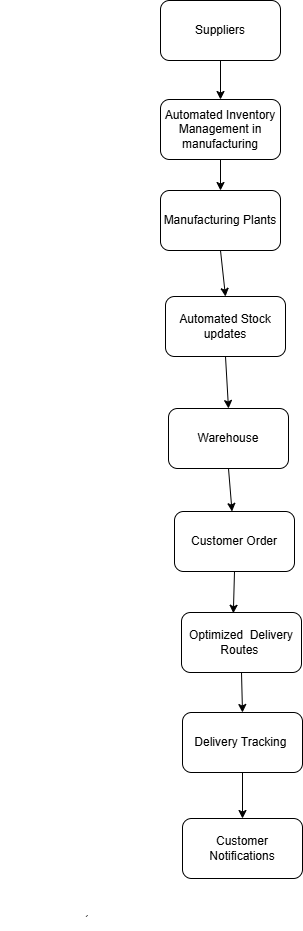 Suppliers
Automated Inventory
Management in
manufacturing
Manufacturing Plants
Automated Stock
updates
Warehouse
Customer Order
Optimized  Delivery
Routes
Delivery Tracking
Customer
Notifications